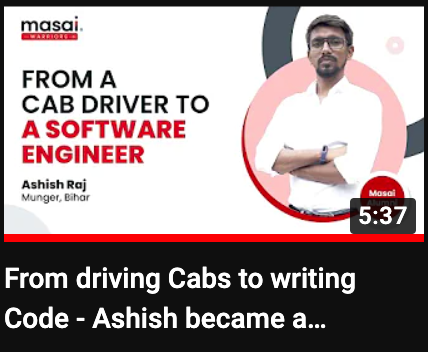 masai.
WARRIORS
FROM A
CAB DRIVER TO
A SOFTWARE
ENGINEER
Ashish Raj
Munger, Bihar
Masai
Alumni
5:37
From driving Cabs to writing
Code - Ashish became a...